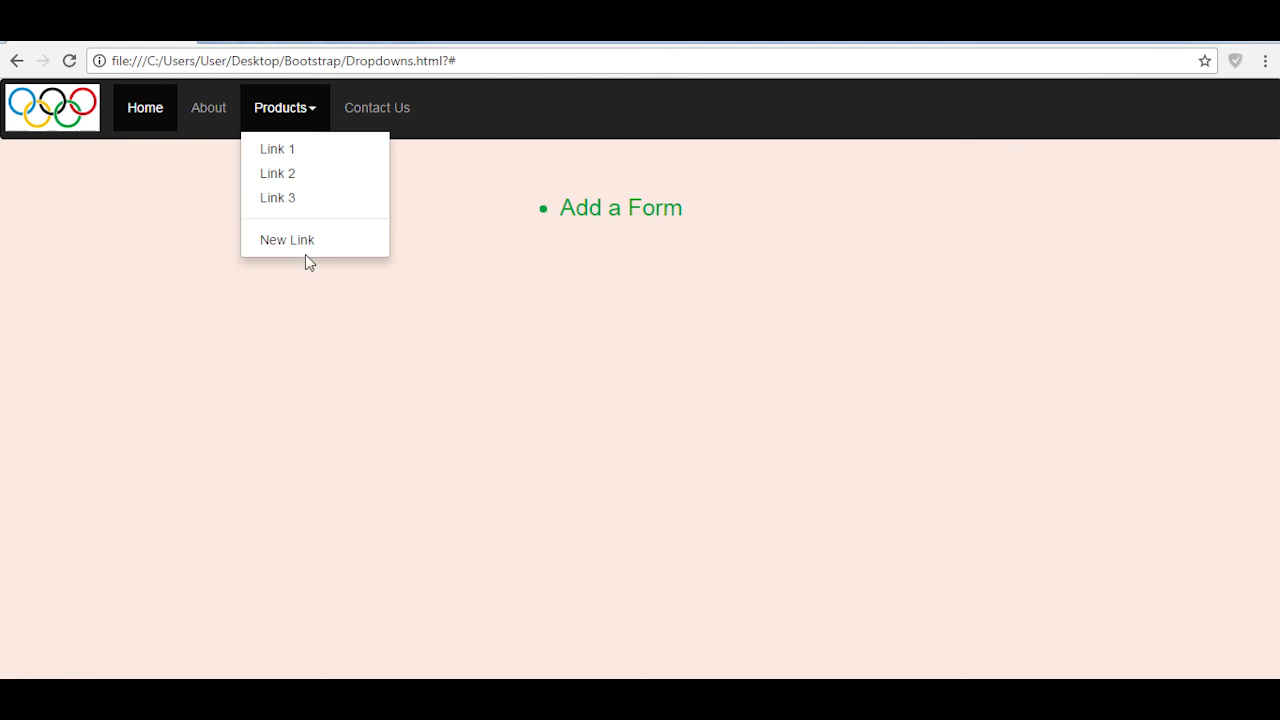 file:///C:/Users/User/Desktop/Bootstrap/Dropdowns.html?#
Home About Products Contact Us
Link 1
Link 2
Link 3
New Link
Add a Form